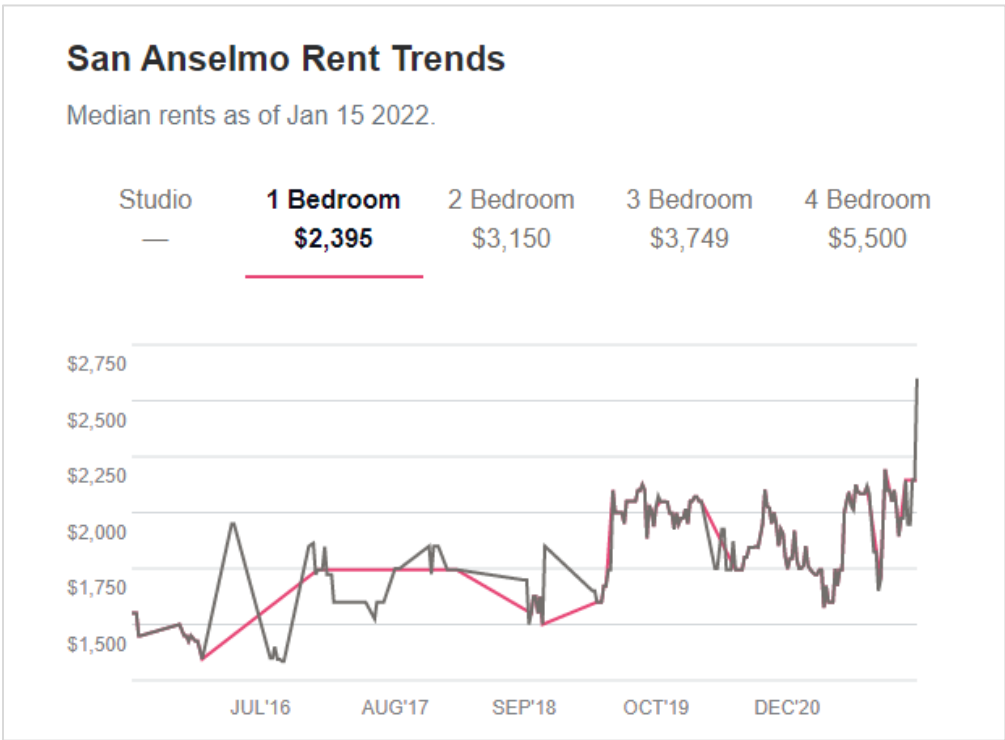 San Anselmo Rent Trends
Median rents as of Jan 15 2022.
Studio 1 Bedroom 2 Bedroom 3 Bedroom 4 Bedroom
— $2,395 $3,150 $3,749 $5,500
$2,750
$2,500
$2,250
$2,000
$1,750
$1,500
JUL'16 AUG'17 SEP'18 OCT'19 DEC'20